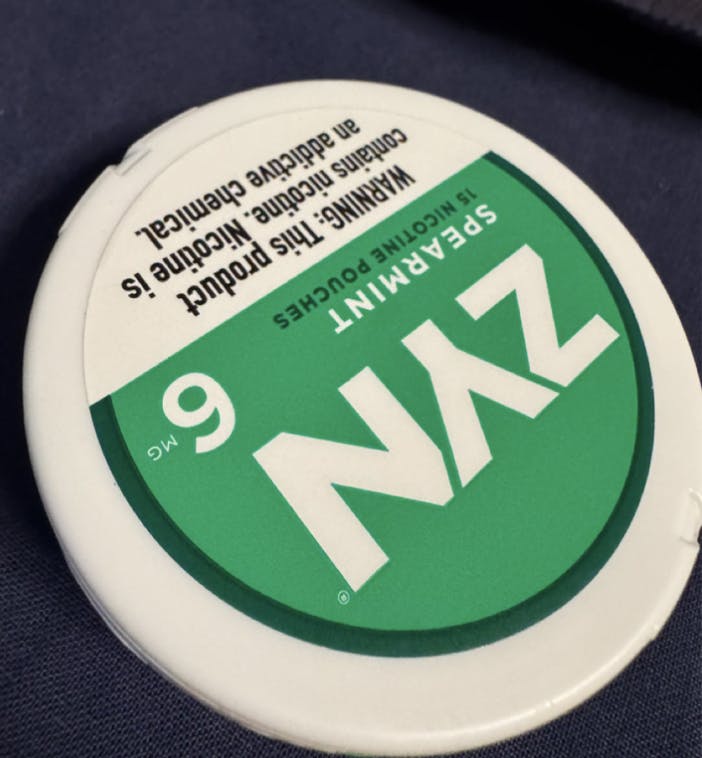 ZYN®
SPEARMINT
15 NICOTINE POUCHES
6 MG
WARNING: This product
contains nicotine. Nicotine is
an addictive chemical.